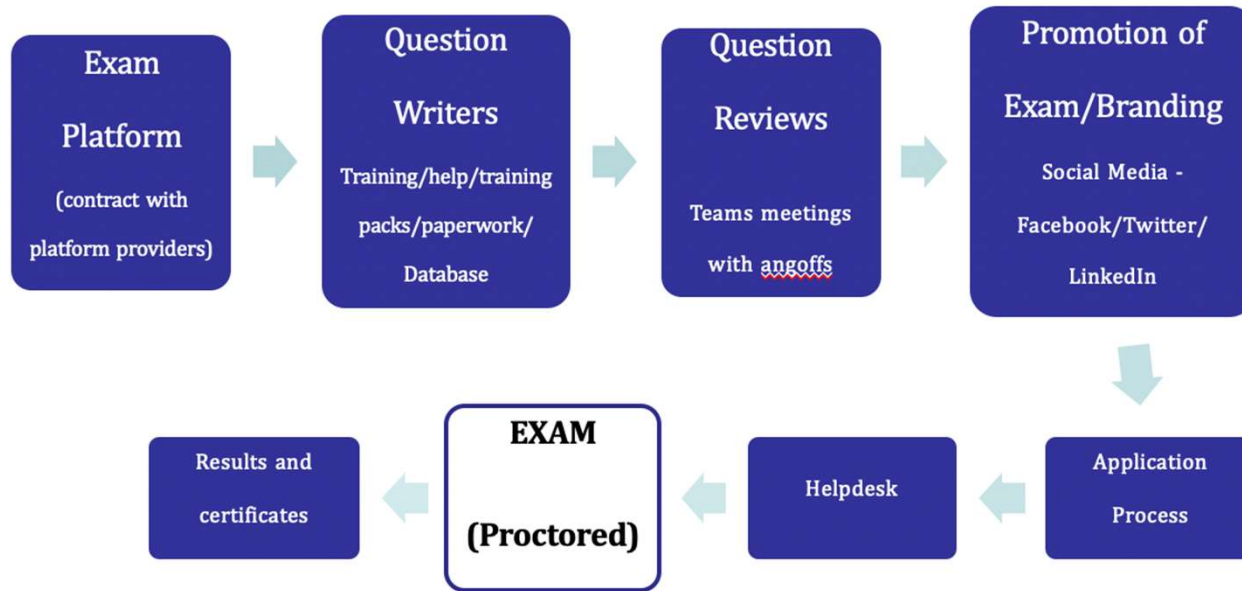 Exam
Platform
(contract with
platform providers)
Question
Writers
Training/help/training
packs/paperwork/
Database
Question
Reviews
Teams meetings
with angoffs
Promotion of
Exam/Branding
Social Media -
Facebook/Twitter/
LinkedIn
Application
Process
Helpdesk
EXAM
(Proctored)
Results and
certificates